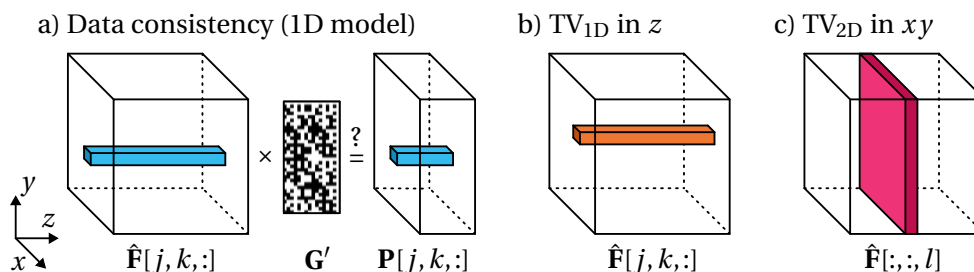 a) Data consistency (1D model)
b) TV1D in z
c) TV2D in xy
×
?
=
y
z
x
F̂[j, k, :]
G′
P[j, k, :]
F̂[j, k, :]
F̂[:, :, l]